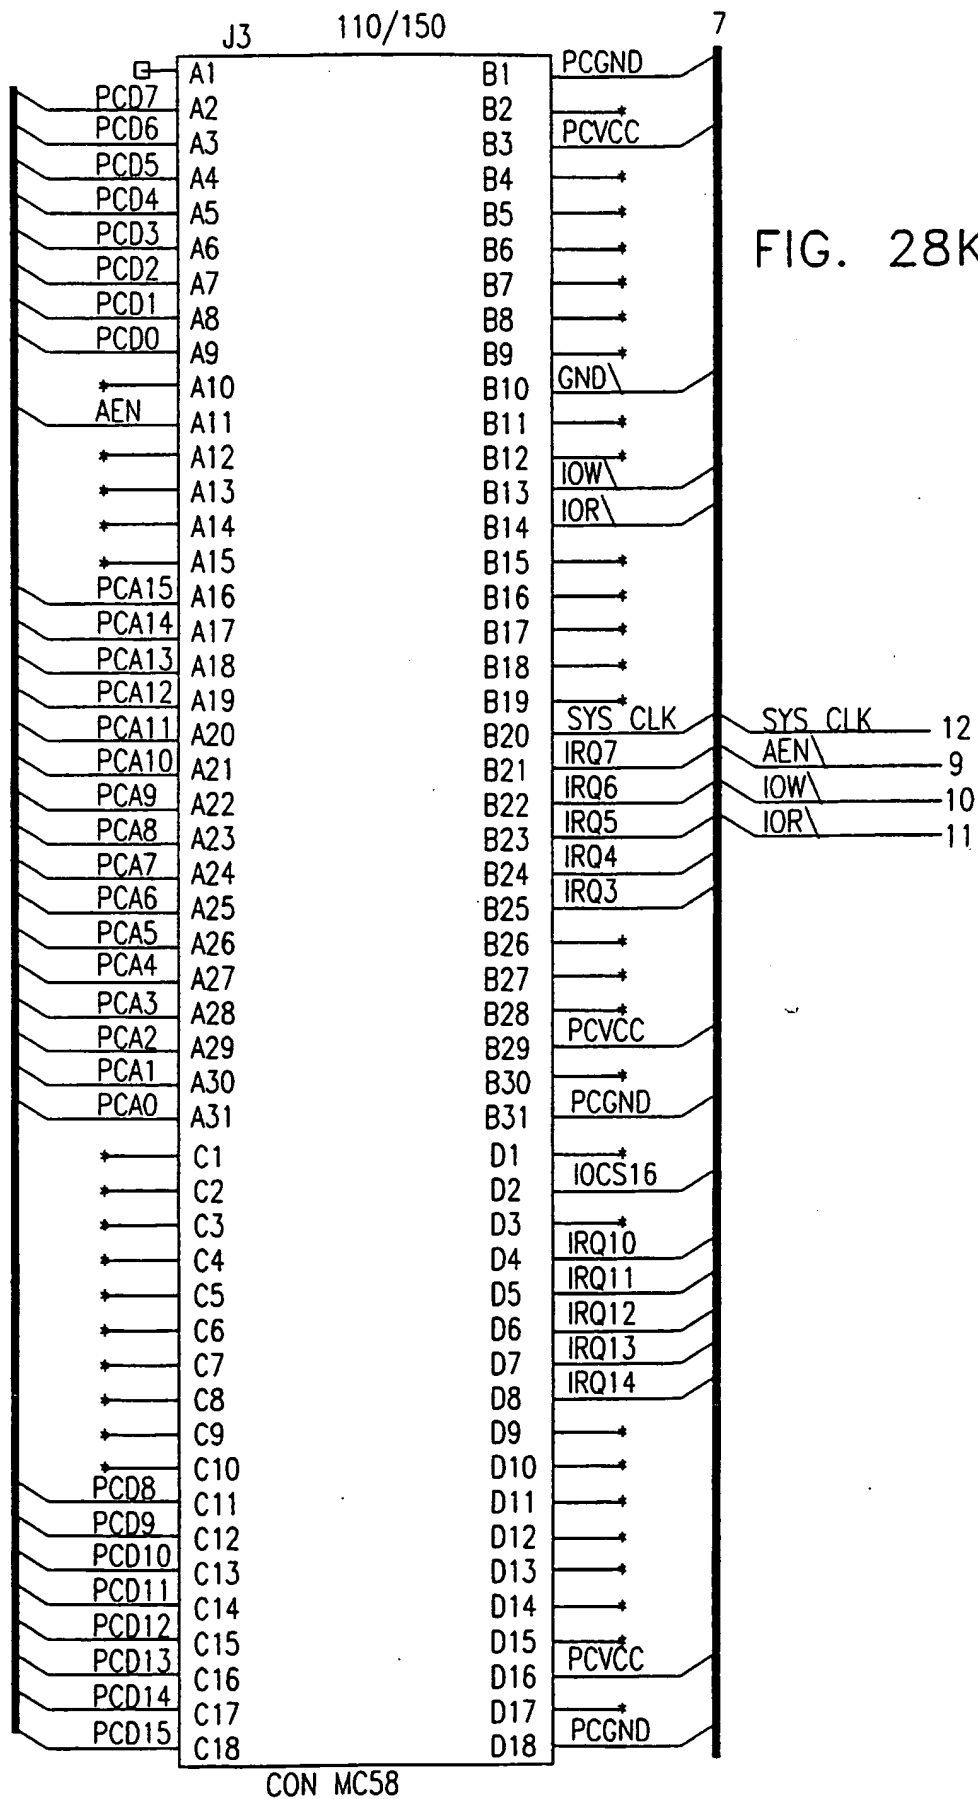 J3 110/150 7
A1 B1 PCGND
PCD7 A2 B2
PCD6 A3 B3 PCVCC
PCD5 A4 B4
PCD4 A5 B5
PCD3 A6 B6
FIG. 28K
PCD2 A7 B7
PCD1 A8 B8
PCD0 A9 B9
A10 B10 GND\
AEN A11 B11
A12 B12
A13 B13 IOW\
A14 B14 IOR\
A15 B15
PCA15 A16 B16
PCA14 A17 B17
PCA13 A18 B18
PCA12 A19 B19
PCA11 A20 B20 SYS CLK SYS CLK 12
PCA10 A21 B21 IRQ7 AEN\ 9
PCA9 A22 B22 IRQ6 IOW\ 10
PCA8 A23 B23 IRQ5 IOR\ 11
PCA7 A24 B24 IRQ4
PCA6 A25 B25 IRQ3
PCA5 A26 B26
PCA4 A27 B27
PCA3 A28 B28
PCA2 A29 B29 PCVCC
PCA1 A30 B30
PCA0 A31 B31 PCGND
C1 D1
C2 D2 IOCS16
C3 D3
C4 D4 IRQ10
C5 D5 IRQ11
C6 D6 IRQ12
C7 D7 IRQ13
C8 D8 IRQ14
C9 D9
C10 D10
PCD8 C11 D11
PCD9 C12 D12
PCD10 C13 D13
PCD11 C14 D14
PCD12 C15 D15
PCD13 C16 D16 PCVCC
PCD14 C17 D17
PCD15 C18 D18 PCGND
CON MC58